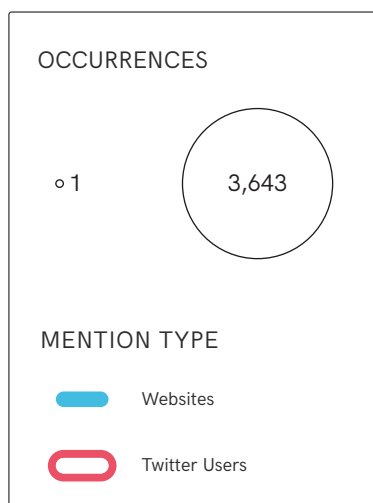 OCCURRENCES
1
3,643
MENTION TYPE
Websites
Twitter Users